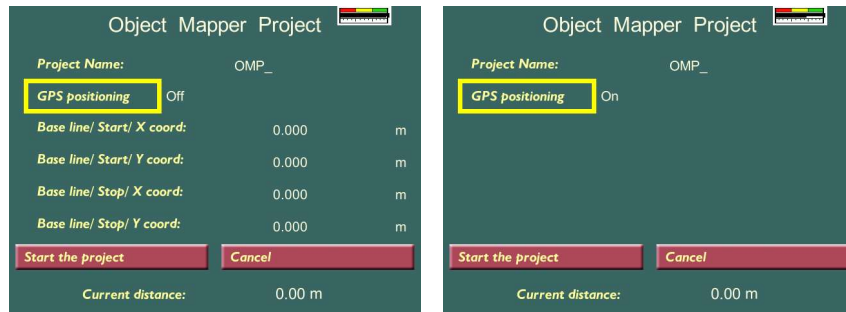 Object Mapper Project
Project Name: OMP_
GPS positioning Off
Base line/ Start/ X coord: 0.000 m
Base line/ Start/ Y coord: 0.000 m
Base line/ Stop/ X coord: 0.000 m
Base line/ Stop/ Y coord: 0.000 m
Start the project Cancel
Current distance: 0.00 m
Object Mapper Project
Project Name: OMP_
GPS positioning On
Start the project Cancel
Current distance: 0.00 m